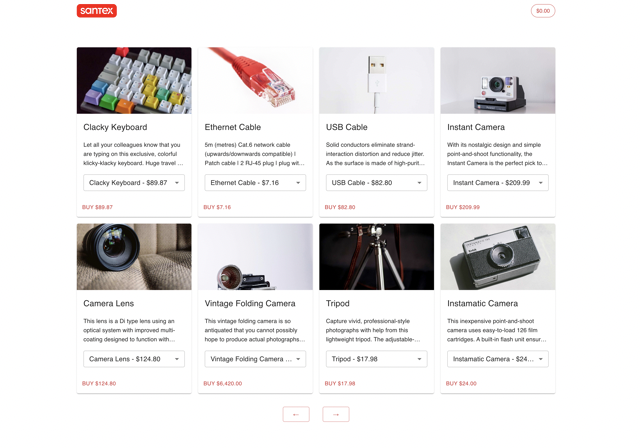 santex
$0.00
Clacky Keyboard
Let all your colleagues know that you
are typing on this exclusive, colorful
klicky-klacky keyboard. Huge travel ...
Clacky Keyboard - $89.87
BUY $89.87
Ethernet Cable
5m (metres) Cat.6 network cable
(upwards/downwards compatible) |
Patch cable | 2 RJ-45 plug | plug wit...
Ethernet Cable - $7.16
BUY $7.16
USB Cable
Solid conductors eliminate strand-
interaction distortion and reduce jitter.
As the surface is made of high-purit...
USB Cable - $82.80
BUY $82.80
Instant Camera
With its nostalgic design and simple
point-and-shoot functionality, the
Instant Camera is the perfect pick to...
Instant Camera - $209.99
BUY $209.99
Camera Lens
This lens is a Di type lens using an
optical system with improved multi-
coating designed to function with...
Camera Lens - $124.80
BUY $124.80
Vintage Folding Camera
This vintage folding camera is so
antiquated that you cannot possibly
hope to produce actual photographs...
Vintage Folding Camera ...
BUY $6,420.00
Tripod
Capture vivid, professional-style
photographs with help from this
lightweight tripod. The adjustable-...
Tripod - $17.98
BUY $17.98
Instamatic Camera
This inexpensive point-and-shoot
camera uses easy-to-load 126 film
cartridges. A built-in flash unit ensur...
Instamatic Camera - $24...
BUY $24.00
← →